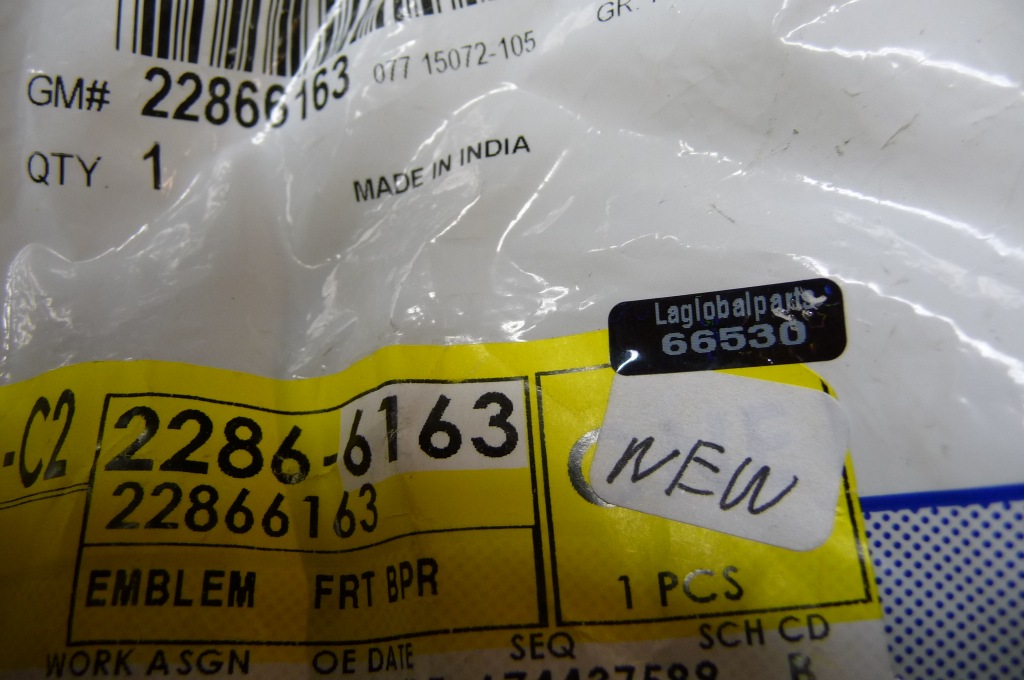 GR.
GM# 22866163 077 15072-105
QTY 1
MADE IN INDIA
Laglobalparts
66530
-C2
2286-6163
22866163
NEW
EMBLEM FRT BPR
1 PCS
WORK ASGN OE DATE SEQ SCH CD